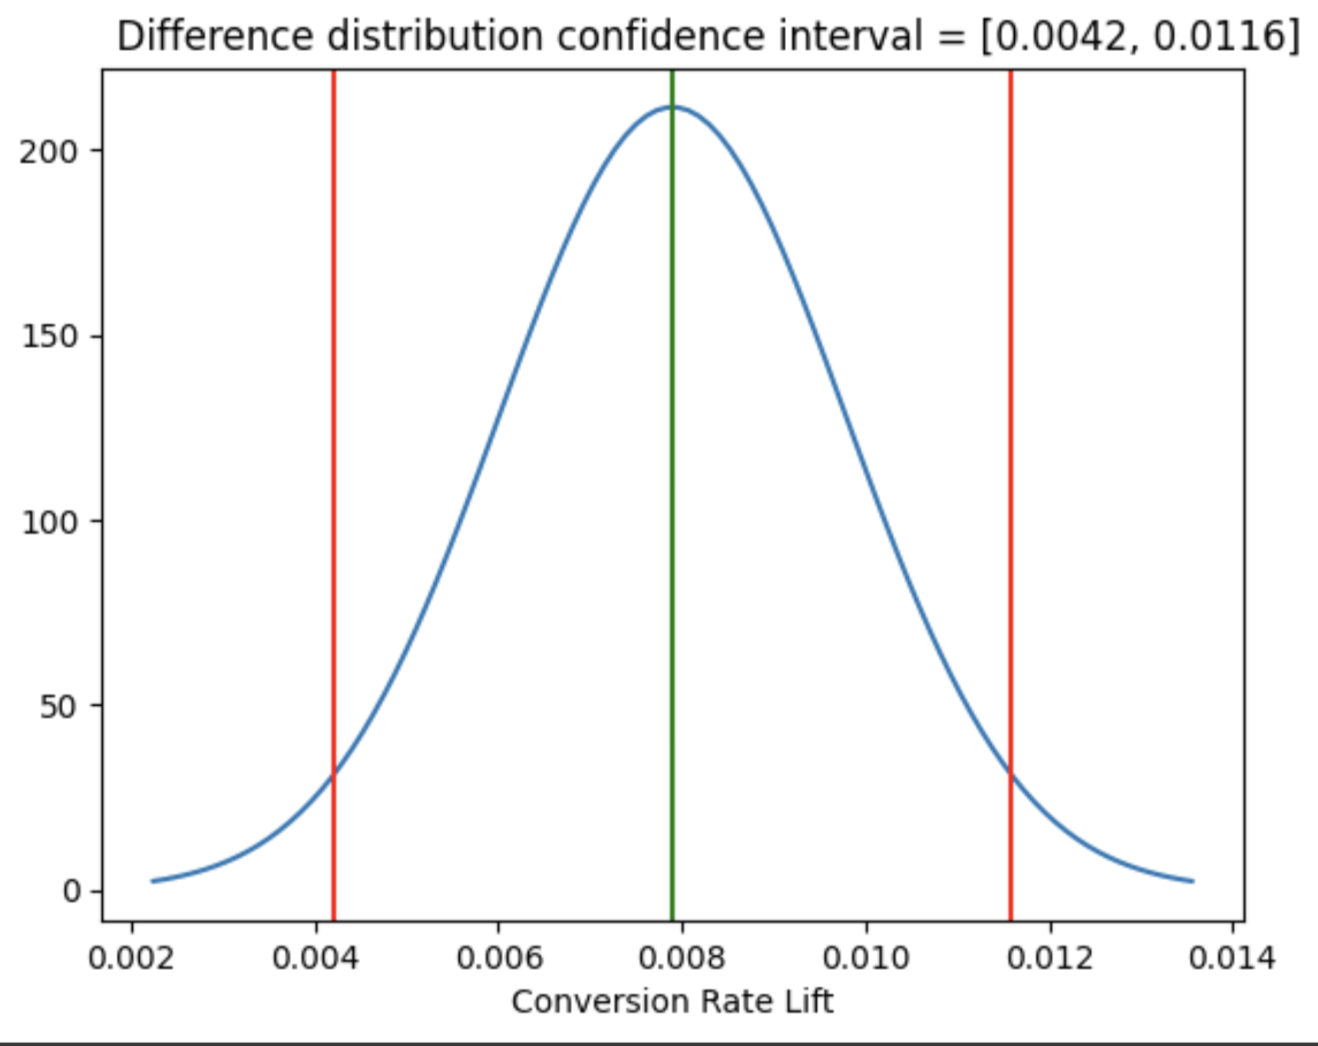 Difference distribution confidence interval = [0.0042, 0.0116]
200
150
100
50
0
0.002 0.004 0.006 0.008 0.010 0.012 0.014
Conversion Rate Lift